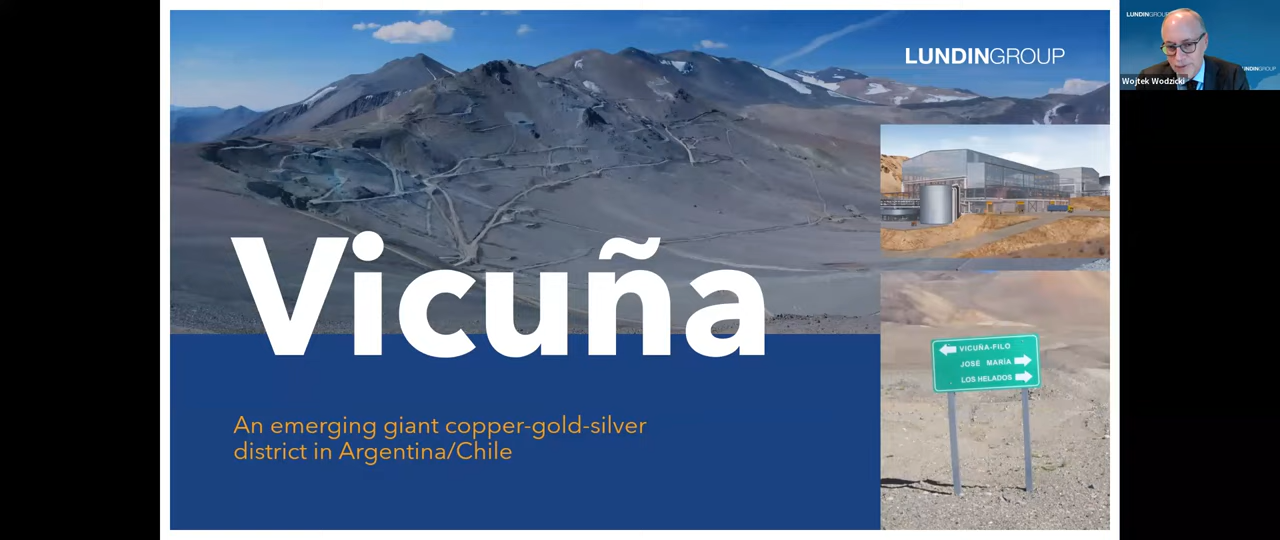 LUNDINGROUP
Vicuña
An emerging giant copper-gold-silver
district in Argentina/Chile
VICUÑA-FILO
JOSE MARÍA
LOS HELADOS
LUNDINGROUP
UNDINGROUP
Wojtek Wodzicki